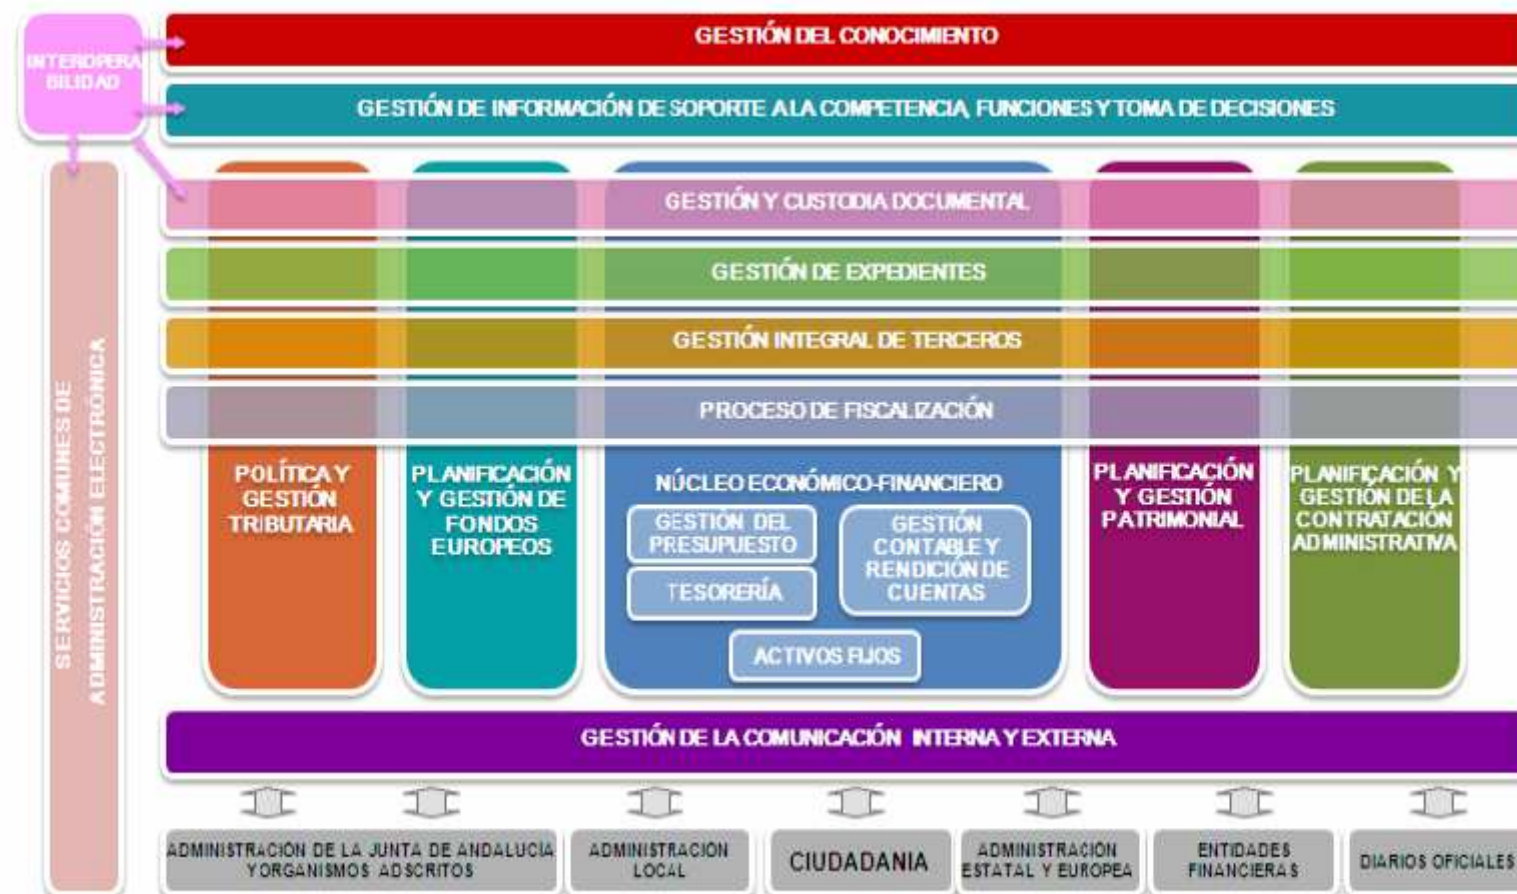 INTEROPERA
BILIDAD
GESTIÓN DEL CONOCIMIENTO
GESTIÓN DE INFORMACIÓN DE SOPORTE A LA COMPETENCIA, FUNCIONES Y TOMA DE DECISIONES
GESTIÓN Y CUSTODIA DOCUMENTAL
GESTIÓN DE EXPEDIENTES
GESTIÓN INTEGRAL DE TERCEROS
PROCESO DE FISCALIZACIÓN
SERVICIOS COMUNES DE
ADMINISTRACIÓN ELECTRÓNICA
POLÍTICA Y
GESTIÓN
TRIBUTARIA
PLANIFICACIÓN
Y GESTIÓN DE
FONDOS
EUROPEOS
NÚCLEO ECONÓMICO-FINANCIERO
GESTIÓN DEL
PRESUPUESTO
TESORERÍA
GESTIÓN
CONTABLE Y
RENDICIÓN DE
CUENTAS
ACTIVOS FIJOS
PLANIFICACIÓN
Y GESTIÓN
PATRIMONIAL
PLANIFICACIÓN Y
GESTIÓN DE LA
CONTRATACIÓN
ADMINISTRATIVA
GESTIÓN DE LA COMUNICACIÓN INTERNA Y EXTERNA
ADMINISTRACIÓN DE LA JUNTA DE ANDALUCÍA
Y ORGANISMOS ADSCRITOS
ADMINISTRACIÓN
LOCAL
CIUDADANIA
ADMINISTRACIÓN
ESTATAL Y EUROPEA
ENTIDADES
FINANCIERAS
DIARIOS OFICIALES